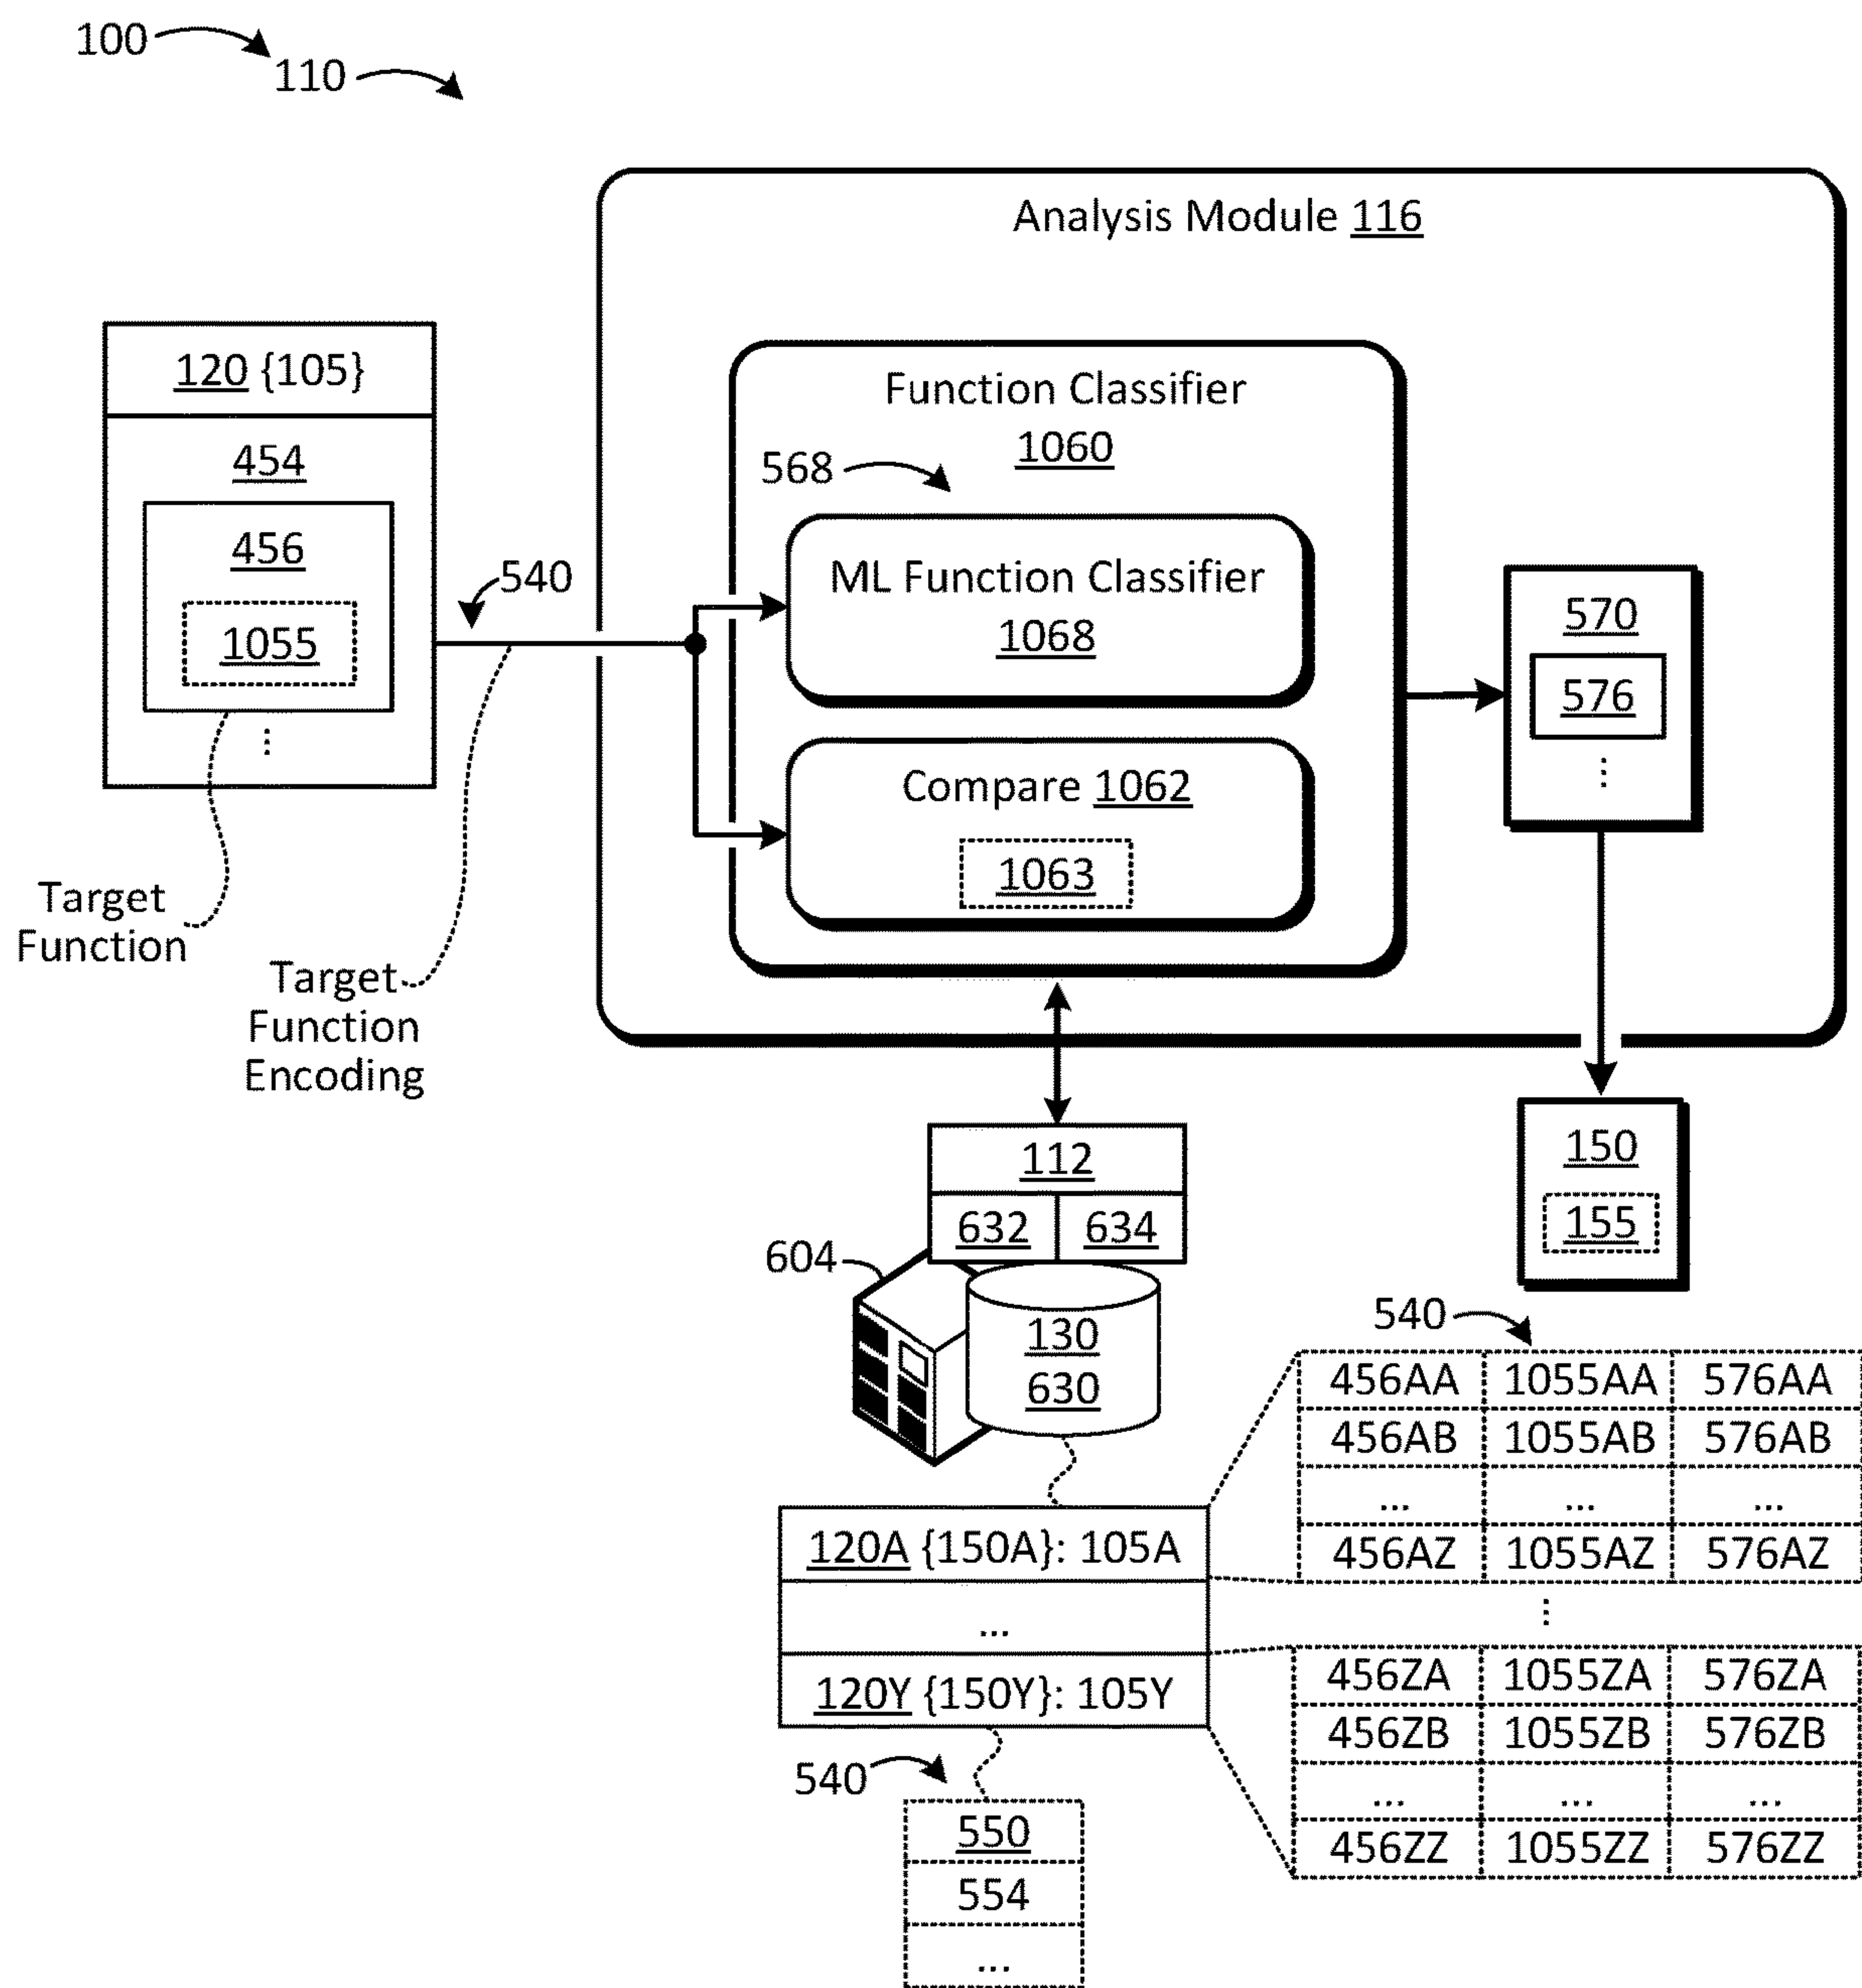 100
110
Analysis Module 116
120 {105}
454
456
1055
⋮
540
Target
Function
Target
Function
Encoding
Function Classifier
1060
568
ML Function Classifier
1068
Compare 1062
1063
570
576
⋮
112
632 634
604
130
630
150
155
540
456AA 1055AA 576AA
456AB 1055AB 576AB
... ... ...
456AZ 1055AZ 576AZ
⋮
456ZA 1055ZA 576ZA
456ZB 1055ZB 576ZB
... ... ...
456ZZ 1055ZZ 576ZZ
120A {150A}: 105A
...
120Y {150Y}: 105Y
540
550
554
...